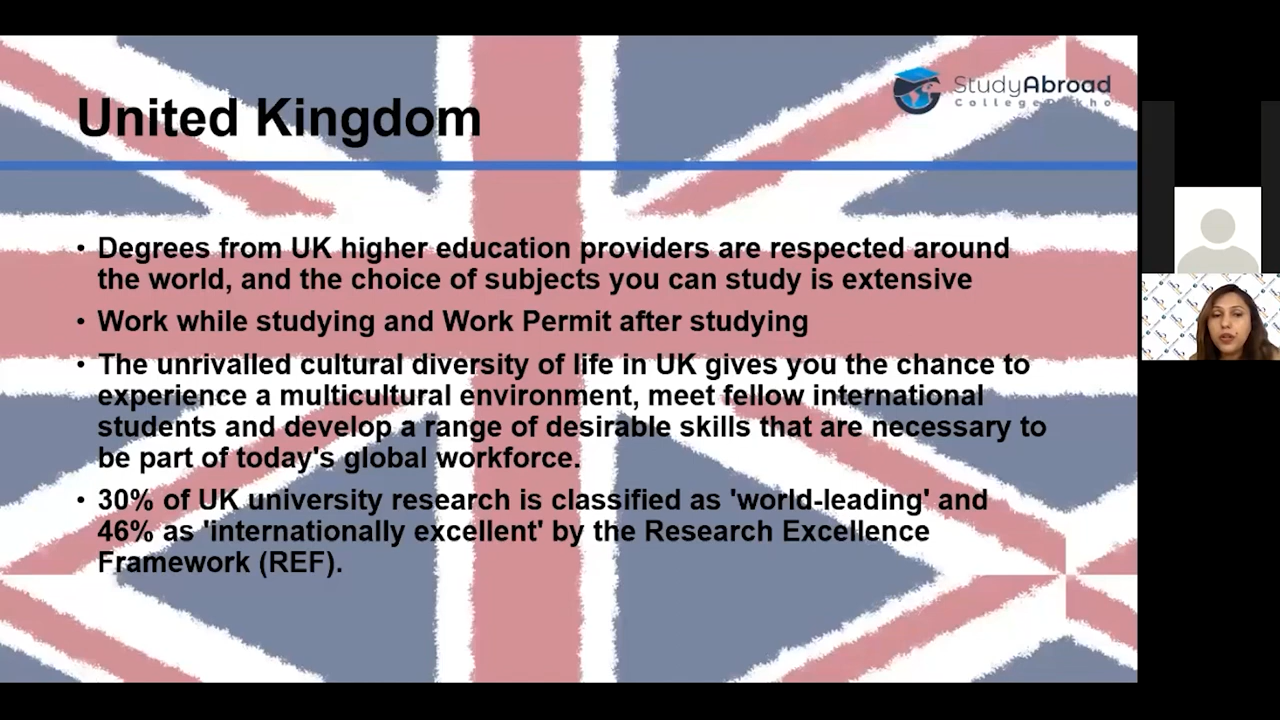 United Kingdom
StudyAbroad
• Degrees from UK higher education providers are respected around
the world, and the choice of subjects you can study is extensive
• Work while studying and Work Permit after studying
• The unrivalled cultural diversity of life in UK gives you the chance to
experience a multicultural environment, meet fellow international
students and develop a range of desirable skills that are necessary to
be part of today's global workforce.
• 30% of UK university research is classified as 'world-leading' and
46% as 'internationally excellent' by the Research Excellence
Framework (REF).